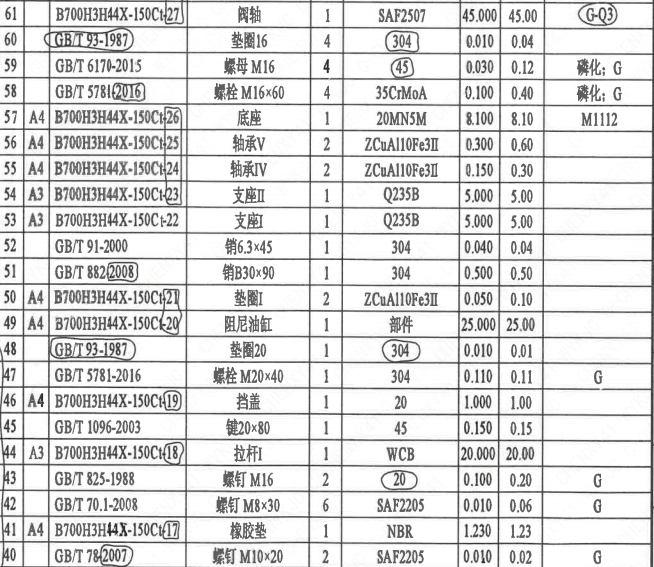 61 B700H3H44X-150Ct-27 阀轴 1 SAF2507 45.000 45.00 G-Q3
60 GB/T 93-1987 垫圈16 4 304 0.010 0.04
59 GB/T 6170-2015 螺母 M16 4 45 0.030 0.12 磷化; G
58 GB/T 5781-2016 螺栓 M16×60 4 35CrMoA 0.100 0.40 磷化; G
57 A4 B700H3H44X-150Ct-26 底座 1 20MN5M 8.100 8.10 M1112
56 A4 B700H3H44X-150Ct-25 轴承V 2 ZCuAl10Fe3II 0.300 0.60
55 A4 B700H3H44X-150Ct-24 轴承IV 2 ZCuAl10Fe3II 0.150 0.30
54 A3 B700H3H44X-150Ct-23 支座II 1 Q235B 5.000 5.00
53 A3 B700H3H44X-150Ct-22 支座I 1 Q235B 5.000 5.00
52 GB/T 91-2000 销6.3×45 1 304 0.040 0.04
51 GB/T 882-2008 销B30×90 1 304 0.500 0.50
50 A4 B700H3H44X-150Ct-21 垫圈I 2 ZCuAl10Fe3II 0.050 0.10
49 A4 B700H3H44X-150Ct-20 阻尼油缸 1 部件 25.000 25.00
48 GB/T 93-1987 垫圈20 1 304 0.010 0.01
47 GB/T 5781-2016 螺栓 M20×40 1 304 0.110 0.11 G
46 A4 B700H3H44X-150Ct-19 挡盖 1 20 1.000 1.00
45 GB/T 1096-2003 键20×80 1 45 0.150 0.15
44 A3 B700H3H44X-150Ct-18 拉杆I 1 WCB 20.000 20.00
43 GB/T 825-1988 螺钉 M16 2 20 0.100 0.20 G
42 GB/T 70.1-2008 螺钉 M8×30 6 SAF2205 0.010 0.06 G
41 A4 B700H3H44X-150Ct-17 橡胶垫 1 NBR 1.230 1.23
40 GB/T 78-2007 螺钉 M10×20 2 SAF2205 0.010 0.02 G